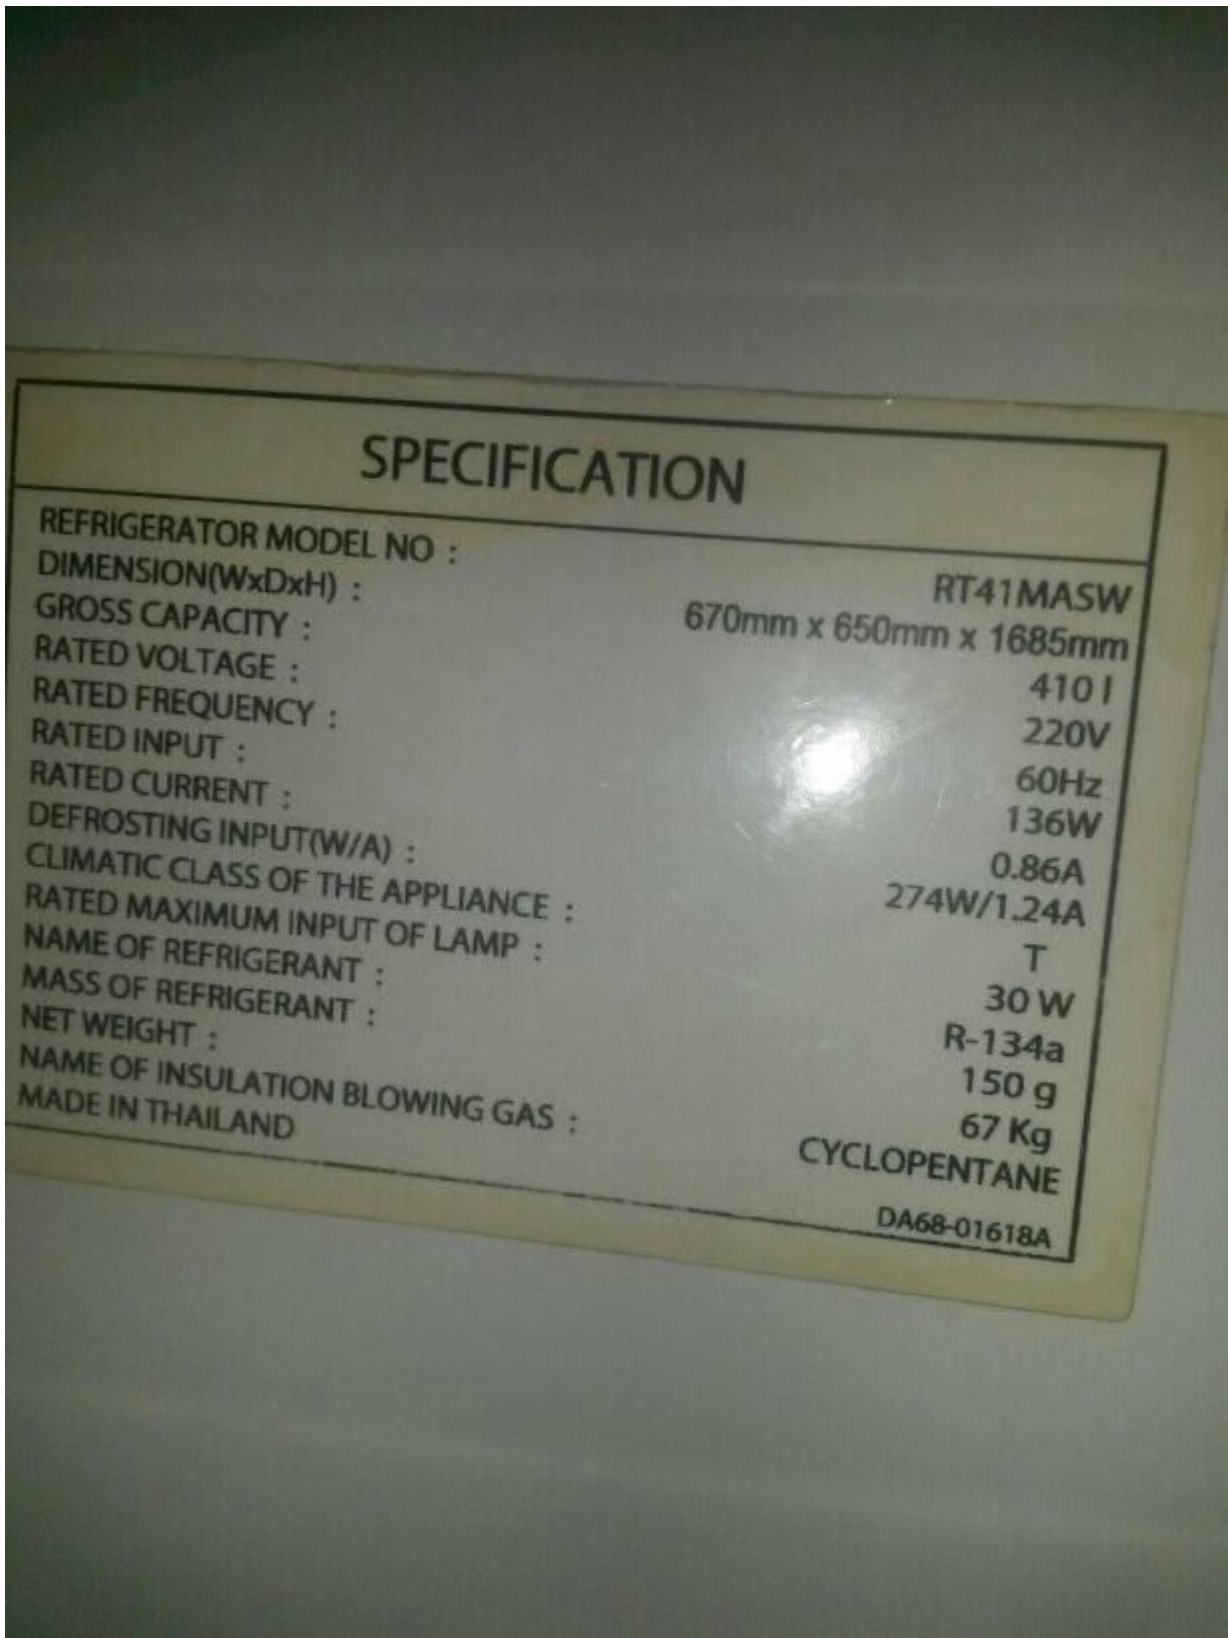 SPECIFICATION
REFRIGERATOR MODEL NO : RT41MASW
DIMENSION(WxDxH) : 670mm x 650mm x 1685mm
GROSS CAPACITY : 410 l
RATED VOLTAGE : 220V
RATED FREQUENCY : 60Hz
RATED INPUT : 136W
RATED CURRENT : 0.86A
DEFROSTING INPUT(W/A) : 274W/1.24A
CLIMATIC CLASS OF THE APPLIANCE : T
RATED MAXIMUM INPUT OF LAMP : 30 W
NAME OF REFRIGERANT : R-134a
MASS OF REFRIGERANT : 150 g
NET WEIGHT : 67 Kg
NAME OF INSULATION BLOWING GAS : CYCLOPENTANE
MADE IN THAILAND
DA68-01618A